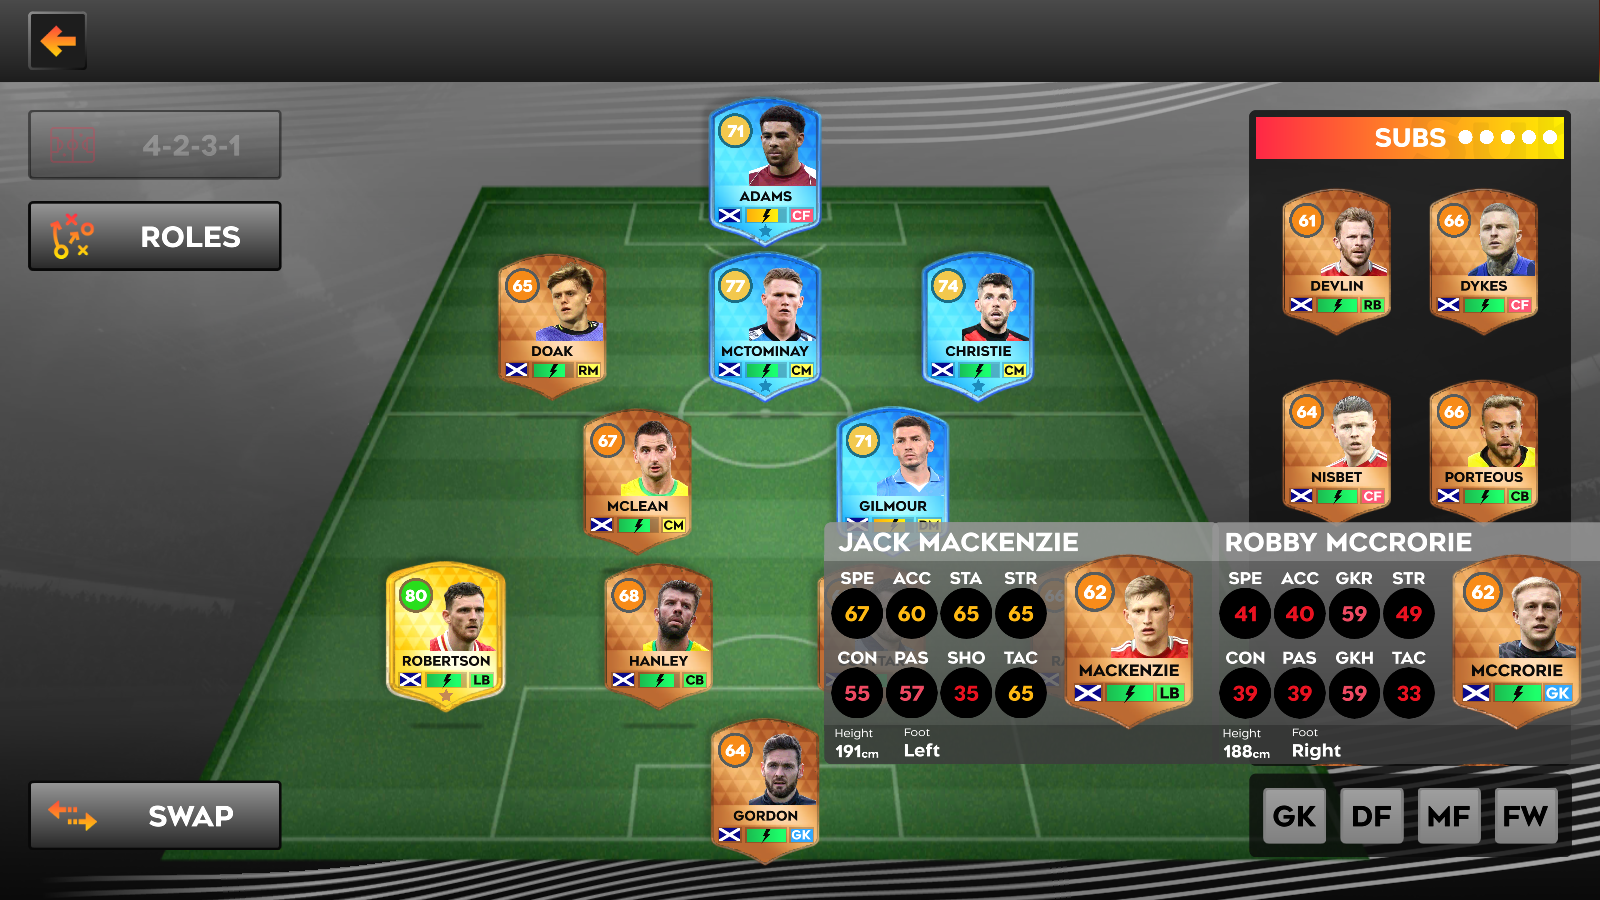 4-2-3-1
ROLES
SWAP
71
ADAMS
CF
65
DOAK
RM
77
MCTOMINAY
CM
74
CHRISTIE
CM
67
MCLEAN
CM
71
GILMOUR
DM
80
ROBERTSON
LB
68
HANLEY
CB
64
GORDON
GK
SUBS
61
DEVLIN
RB
66
DYKES
CF
64
NISBET
CF
66
PORTEOUS
CB
JACK MACKENZIE
SPE ACC STA STR
67 60 65 65
CON PAS SHO TAC
55 57 35 65
Height Foot
191cm Left
62
MACKENZIE
LB
ROBBY MCCRORIE
SPE ACC GKR STR
41 40 59 49
CON PAS GKH TAC
39 39 59 33
Height Foot
188cm Right
62
MCCRORIE
GK
GK DF MF FW